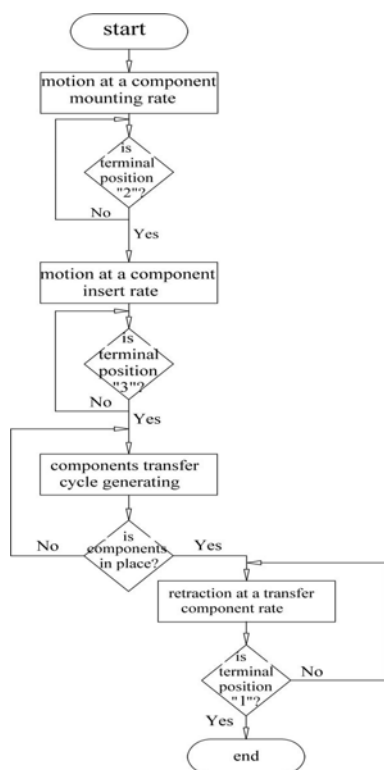 start
motion at a component
mounting rate
is
terminal
position
"2"?
No
Yes
motion at a component
insert rate
is
terminal
position
"3"?
No
Yes
components transfer
cycle generating
is
components
in place?
No
Yes
retraction at a transfer
component rate
is
terminal
position
"1"?
No
Yes
end